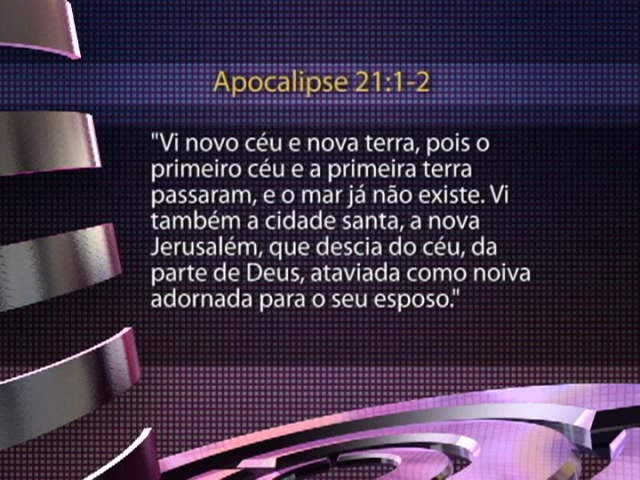 Apocalipse 21:1-2
"Vi novo céu e nova terra, pois o
primeiro céu e a primeira terra
passaram, e o mar já não existe. Vi
também a cidade santa, a nova
Jerusalém, que descia do céu, da
parte de Deus, ataviada como noiva
adornada para o seu esposo."